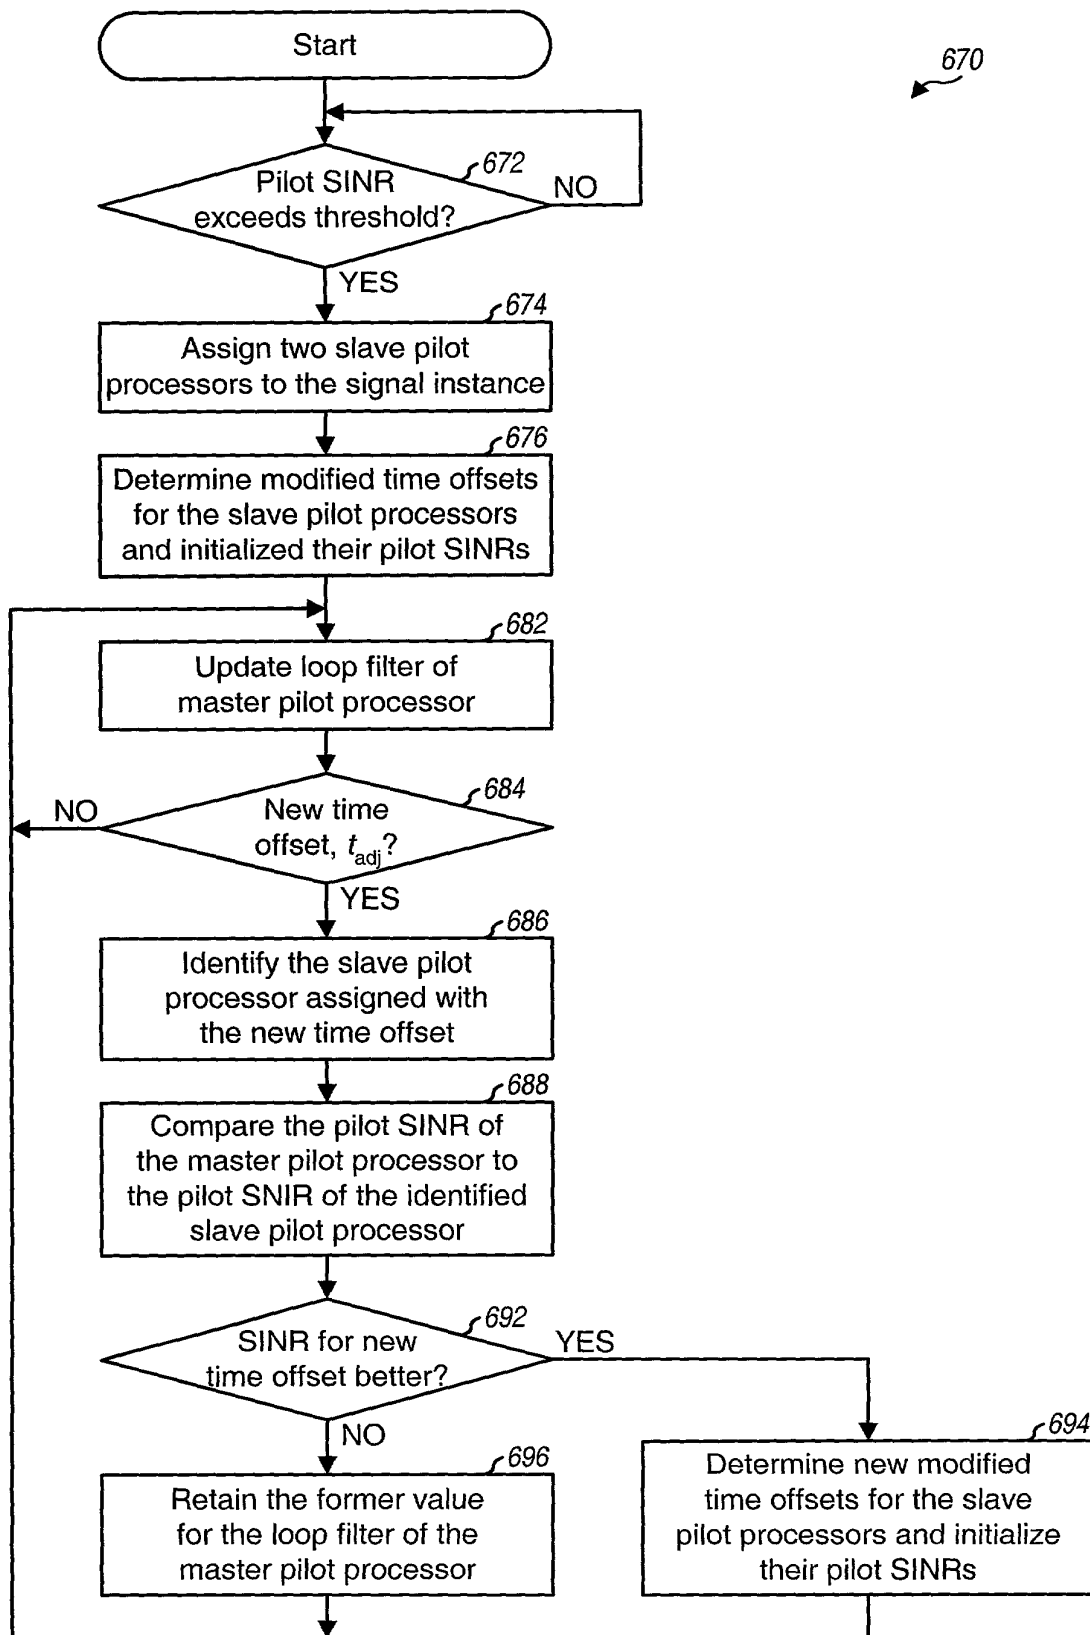 Start
670
672
Pilot SINR
exceeds threshold?
NO
YES
674
Assign two slave pilot
processors to the signal instance
676
Determine modified time offsets
for the slave pilot processors
and initialized their pilot SINRs
682
Update loop filter of
master pilot processor
684
New time
offset, t_adj?
NO
YES
686
Identify the slave pilot
processor assigned with
the new time offset
688
Compare the pilot SINR of
the master pilot processor to
the pilot SNIR of the identified
slave pilot processor
692
SINR for new
time offset better?
YES
NO
696
Retain the former value
for the loop filter of the
master pilot processor
694
Determine new modified
time offsets for the slave
pilot processors and initialize
their pilot SINRs